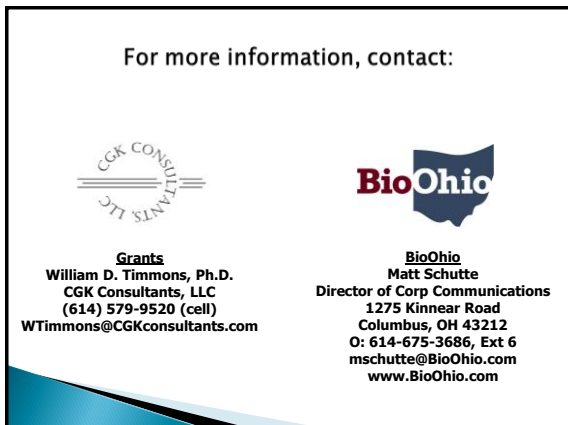 For more information, contact:
CGK CONSULTANTS, LLC
Grants
William D. Timmons, Ph.D.
CGK Consultants, LLC
(614) 579-9520 (cell)
WTimmons@CGKconsultants.com
BioOhio
BioOhio
Matt Schutte
Director of Corp Communications
1275 Kinnear Road
Columbus, OH 43212
O: 614-675-3686, Ext 6
mschutte@BioOhio.com
www.BioOhio.com